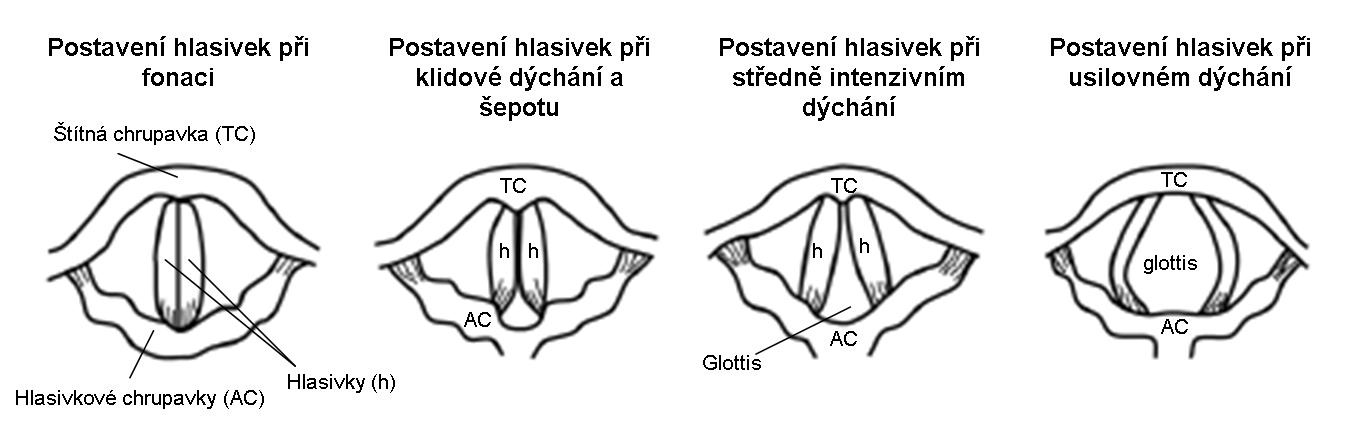 Postavení hlasivek při
fonaci
Postavení hlasivek při
klidové dýchání a
šepotu
Postavení hlasivek při
středně intenzivním
dýchání
Postavení hlasivek při
usilovném dýchání
Štítná chrupavka (TC)
Hlasivky (h)
Hlasivkové chrupavky (AC)
TC
h h
AC
TC
h h
AC
Glottis
TC
glottis
AC